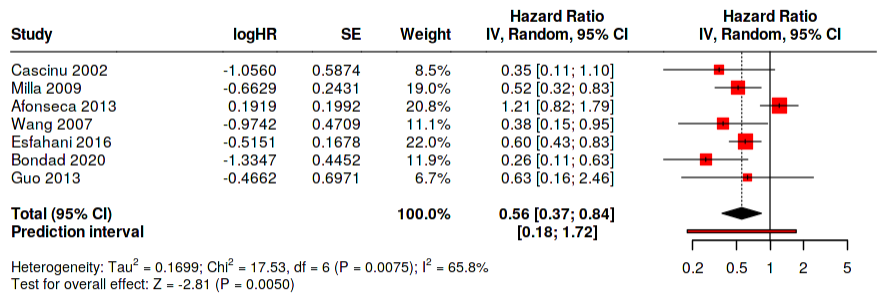 Hazard Ratio Hazard Ratio
Study logHR SE Weight IV, Random, 95% CI IV, Random, 95% CI
Cascinu 2002 -1.0560 0.5874 8.5% 0.35 [0.11; 1.10]
Milla 2009 -0.6629 0.2431 19.0% 0.52 [0.32; 0.83]
Afonseca 2013 0.1919 0.1992 20.8% 1.21 [0.82; 1.79]
Wang 2007 -0.9742 0.4709 11.1% 0.38 [0.15; 0.95]
Esfahani 2016 -0.5151 0.1678 22.0% 0.60 [0.43; 0.83]
Bondad 2020 -1.3347 0.4452 11.9% 0.26 [0.11; 0.63]
Guo 2013 -0.4662 0.6971 6.7% 0.63 [0.16; 2.46]
Total (95% CI) 100.0% 0.56 [0.37; 0.84]
Prediction interval [0.18; 1.72]
0.2 0.5 1 2 5
Heterogeneity: Tau² = 0.1699; Chi² = 17.53, df = 6 (P = 0.0075); I² = 65.8%
Test for overall effect: Z = -2.81 (P = 0.0050)